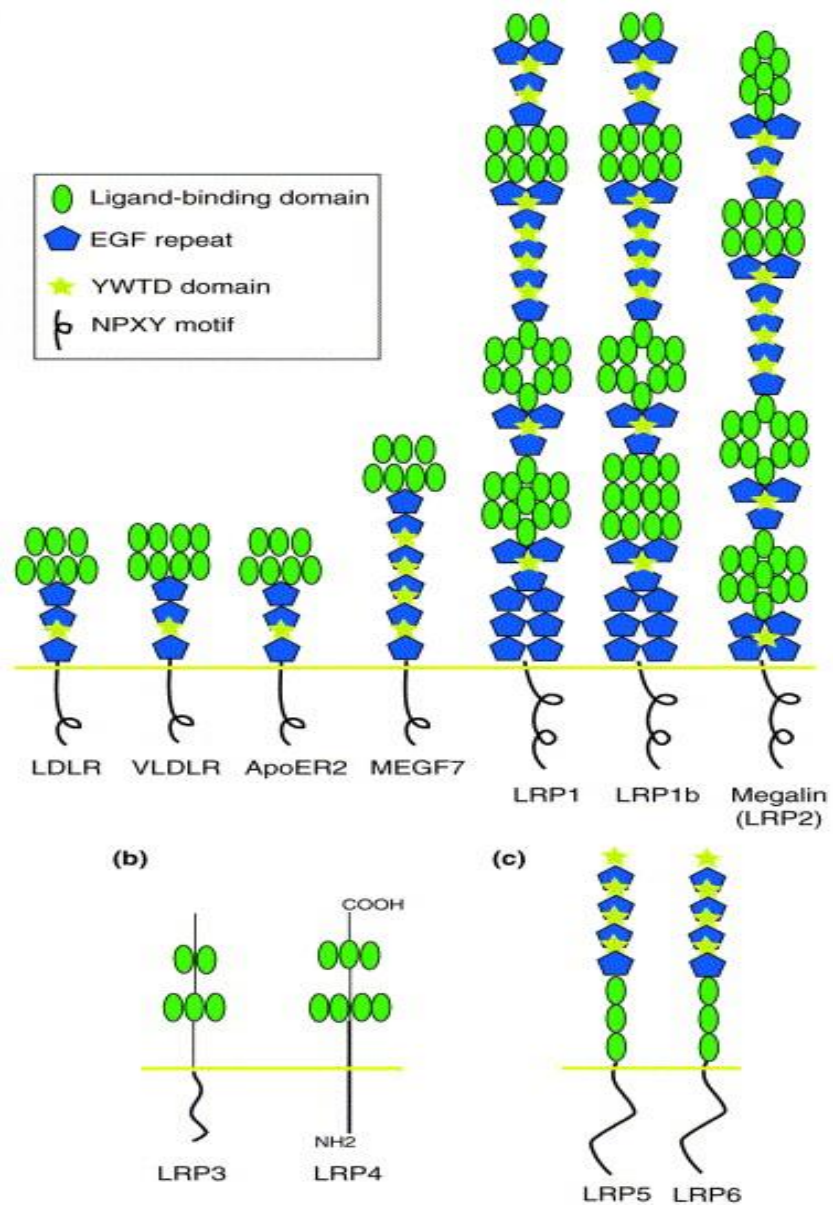 Ligand-binding domain
EGF repeat
YWTD domain
NPXY motif
LDLR
VLDLR
ApoER2
MEGF7
LRP1
LRP1b
Megalin
(LRP2)
(b)
COOH
NH2
LRP3
LRP4
(c)
LRP5
LRP6